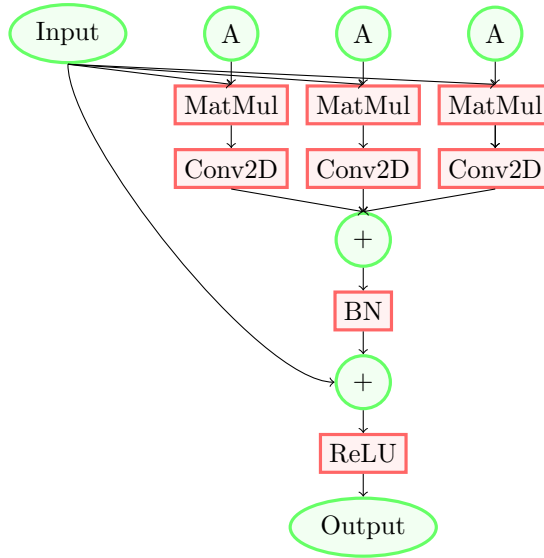 Input A A A
MatMul MatMul MatMul
Conv2D Conv2D Conv2D
+
BN
+
ReLU
Output